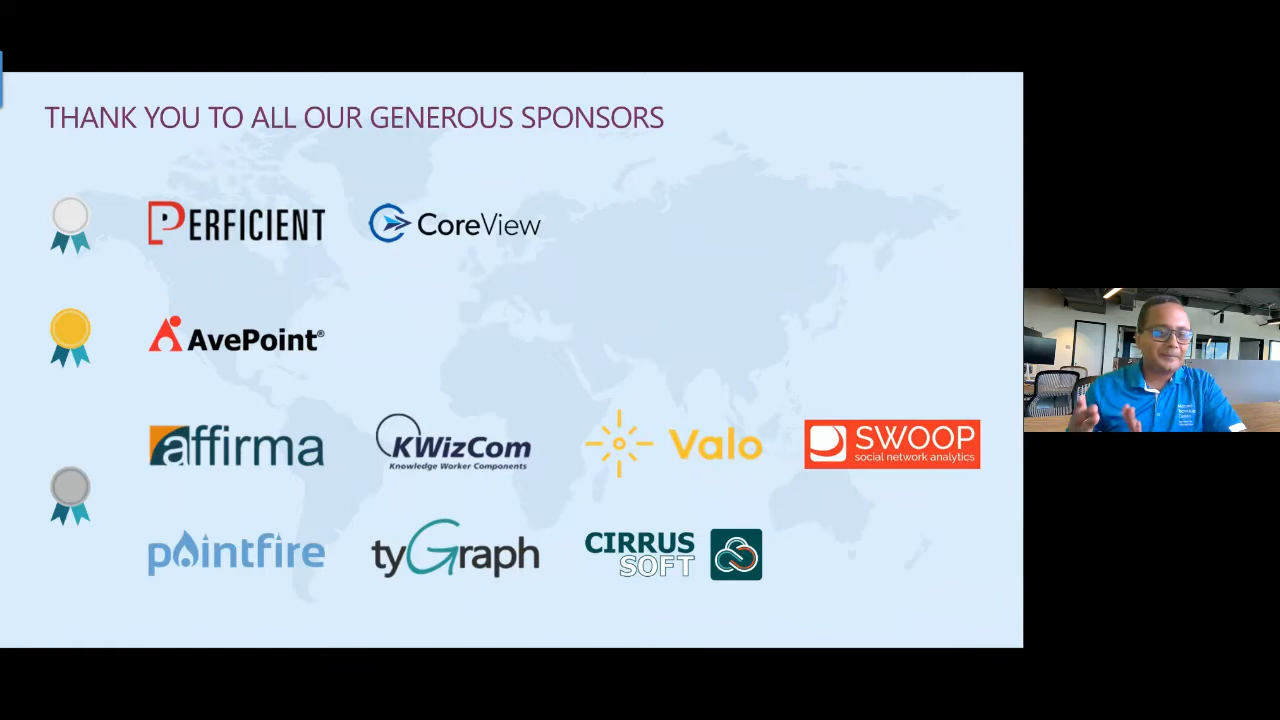 THANK YOU TO ALL OUR GENEROUS SPONSORS
PERFICIENT
CoreView
AvePoint®
affirma
KWizCom
Knowledge Worker Components
Valo
SWOOP
social network analytics
pointfire
tyGraph
CIRRUS
SOFT